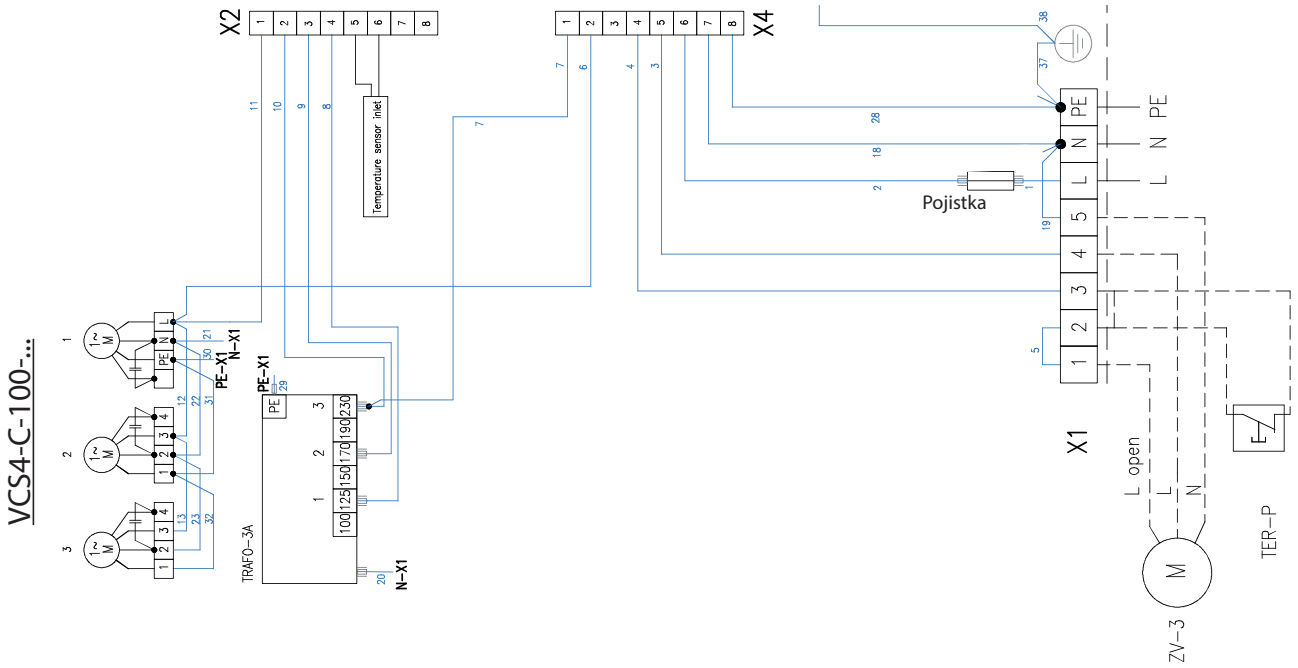 VCS4-C-100-...
X2
1 2 3 4 5 6 7 8
11 10 9 8
Temperature sensor inlet
X4
1 2 3 4 5 6 7 8
7 6 4 3
7
38
37
28
18
2
1
Pojistka
19
5
X1
1 2 3 4 5 L N PE
L N PE
1
1~
M
PE N L
21
30
N-X1
PE-X1
12
22
31
2
1~
M
1 2 3 4
13
23
32
3
1~
M
1 2 3 4
TRAFO-3A
PE
PE-X1
29
1 2 3
100 125 150 170 190 230
20
N-X1
L open
L
N
M
ZV-3
TER-P